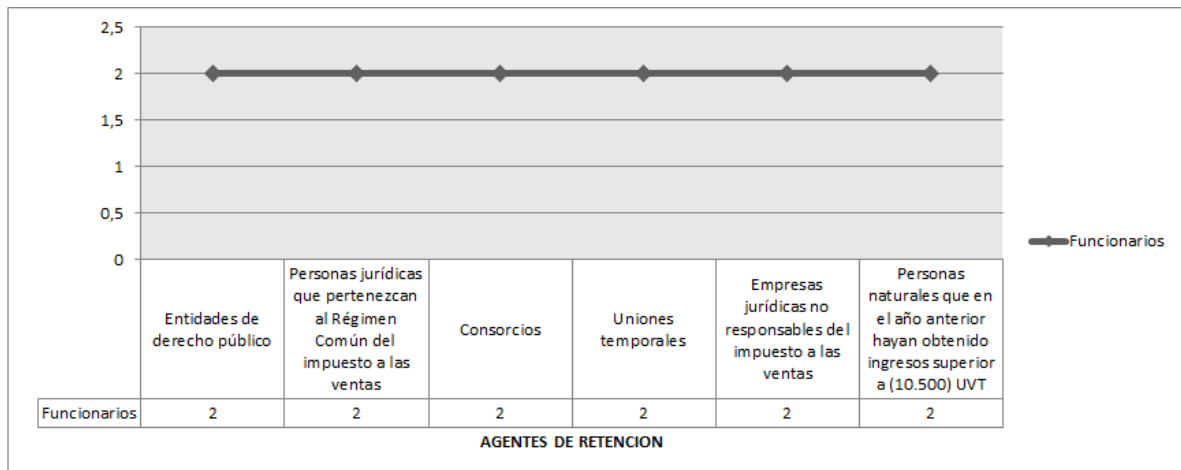 2,5
2
1,5
1
0,5
0
Funcionarios
Entidades de
derecho público
Personas jurídicas
que pertenezcan
al Régimen
Común del
impuesto a las
ventas
Consorcios
Uniones
temporales
Empresas
jurídicas no
responsables del
impuesto a las
ventas
Personas
naturales que en
el año anterior
hayan obtenido
ingresos superior
a (10.500) UVT
Funcionarios 2 2 2 2 2 2
AGENTES DE RETENCION